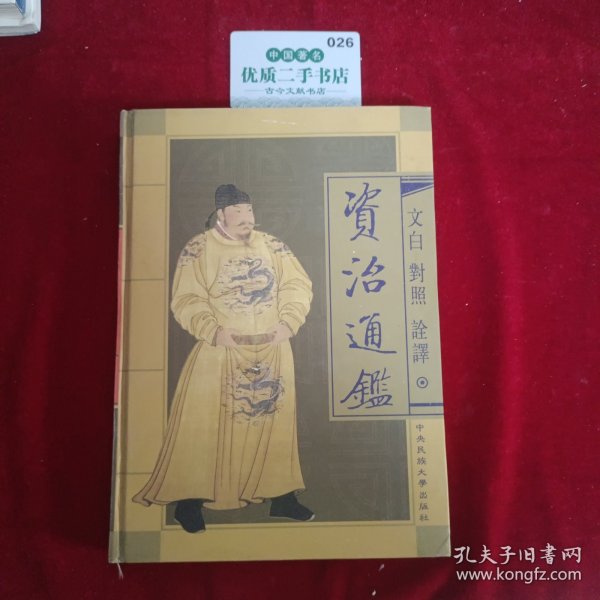 026
中国著名
优质二手书店
古今文献书店
資治通鑑
文白對照 詮譯
中央民族大學出版社
孔夫子旧书网
www.kongfz.com